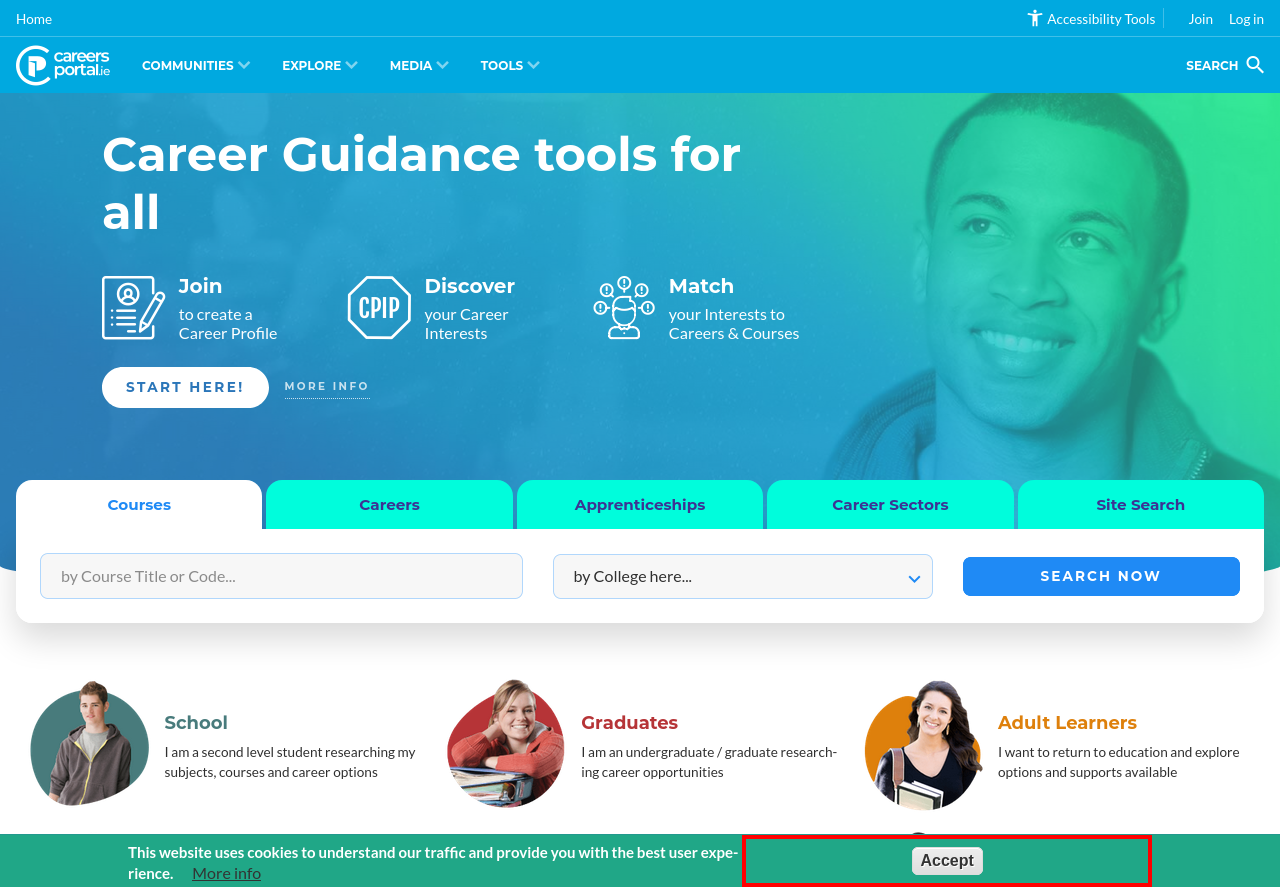 Home
Accessibility Tools
Join
Log in
careers
portal.ie
COMMUNITIES
EXPLORE
MEDIA
TOOLS
SEARCH
Career Guidance tools for
all
Join
to create a
Career Profile
CPIP
Discover
your Career
Interests
Match
your Interests to
Careers & Courses
START HERE!
MORE INFO
Courses
Careers
Apprenticeships
Career Sectors
Site Search
by Course Title or Code...
by College here...
SEARCH NOW
School
I am a second level student researching my
subjects, courses and career options
Graduates
I am an undergraduate / graduate research-
ing career opportunities
Adult Learners
I want to return to education and explore
options and supports available
This website uses cookies to understand our traffic and provide you with the best user expe-
rience. More info
Accept